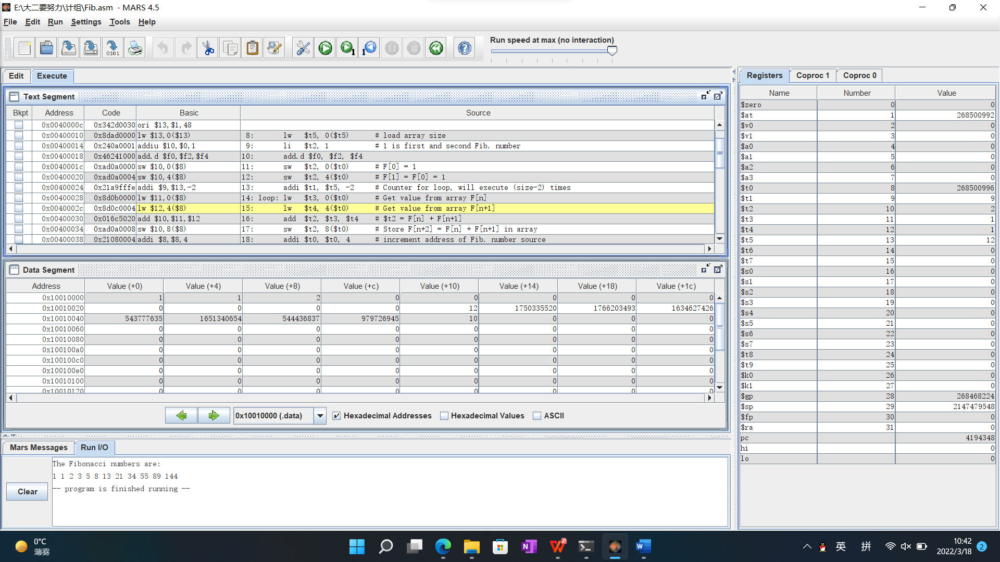 E:\大二要努力\计组\Fib.asm - MARS 4.5
File Edit Run Settings Tools Help
Run speed at max (no interaction)
Edit Execute
Text Segment
Bkpt Address Code Basic Source
0x0040000c 0x342d0030 ori $13,$1,48
0x00400010 0x8dad0000 lw $13,0($13) 8: lw $t5, 0($t5) # load array size
0x00400014 0x240a0001 addiu $10,$0,1 9: li $t2, 1 # 1 is first and second Fib. number
0x00400018 0x46241000 add.d $f0,$f2,$f4 10: add.d $f0, $f2, $f4
0x0040001c 0xad0a0000 sw $10,0($8) 11: sw $t2, 0($t0) # F[0] = 1
0x00400020 0xad0a0004 sw $10,4($8) 12: sw $t2, 4($t0) # F[1] = F[0] = 1
0x00400024 0x21a9fffe addi $9,$13,-2 13: addi $t1, $t5, -2 # Counter for loop, will execute (size-2) times
0x00400028 0x8d0b0000 lw $11,0($8) 14: loop: lw $t3, 0($t0) # Get value from array F[n]
0x0040002c 0x8d0c0004 lw $12,4($8) 15: lw $t4, 4($t0) # Get value from array F[n+1]
0x00400030 0x016c5020 add $10,$11,$12 16: add $t2, $t3, $t4 # $t2 = F[n] + F[n+1]
0x00400034 0xad0a0008 sw $10,8($8) 17: sw $t2, 8($t0) # Store F[n+2] = F[n] + F[n+1] in array
0x00400038 0x21080004 addi $8,$8,4 18: addi $t0, $t0, 4 # increment address of Fib. number source
Data Segment
Address Value (+0) Value (+4) Value (+8) Value (+c) Value (+10) Value (+14) Value (+18) Value (+1c)
0x10010000 1 1 2 0 0 0 0 0
0x10010020 0 0 0 0 12 1750335520 1766203493 1634627426
0x10010040 543777635 1651340654 544436837 979726945 10 0 0 0
0x10010060 0 0 0 0 0 0 0 0
0x10010080 0 0 0 0 0 0 0 0
0x100100a0 0 0 0 0 0 0 0 0
0x100100c0 0 0 0 0 0 0 0 0
0x100100e0 0 0 0 0 0 0 0 0
0x10010100 0 0 0 0 0 0 0 0
0x10010120 0 0 0 0 0 0 0 0
0x10010000 (.data) Hexadecimal Addresses Hexadecimal Values ASCII
Mars Messages Run I/O
Clear
The Fibonacci numbers are:
1 1 2 3 5 8 13 21 34 55 89 144
-- program is finished running --
Registers Coproc 1 Coproc 0
Name Number Value
$zero 0 0
$at 1 268500992
$v0 2 0
$v1 3 0
$a0 4 0
$a1 5 0
$a2 6 0
$a3 7 0
$t0 8 268500996
$t1 9 9
$t2 10 2
$t3 11 1
$t4 12 1
$t5 13 12
$t6 14 0
$t7 15 0
$s0 16 0
$s1 17 0
$s2 18 0
$s3 19 0
$s4 20 0
$s5 21 0
$s6 22 0
$s7 23 0
$t8 24 0
$t9 25 0
$k0 26 0
$k1 27 0
$gp 28 268468224
$sp 29 2147479548
$fp 30 0
$ra 31 0
pc 4194348
hi 0
lo 0
0°C
薄雾
英 拼
10:42
2022/3/18
2